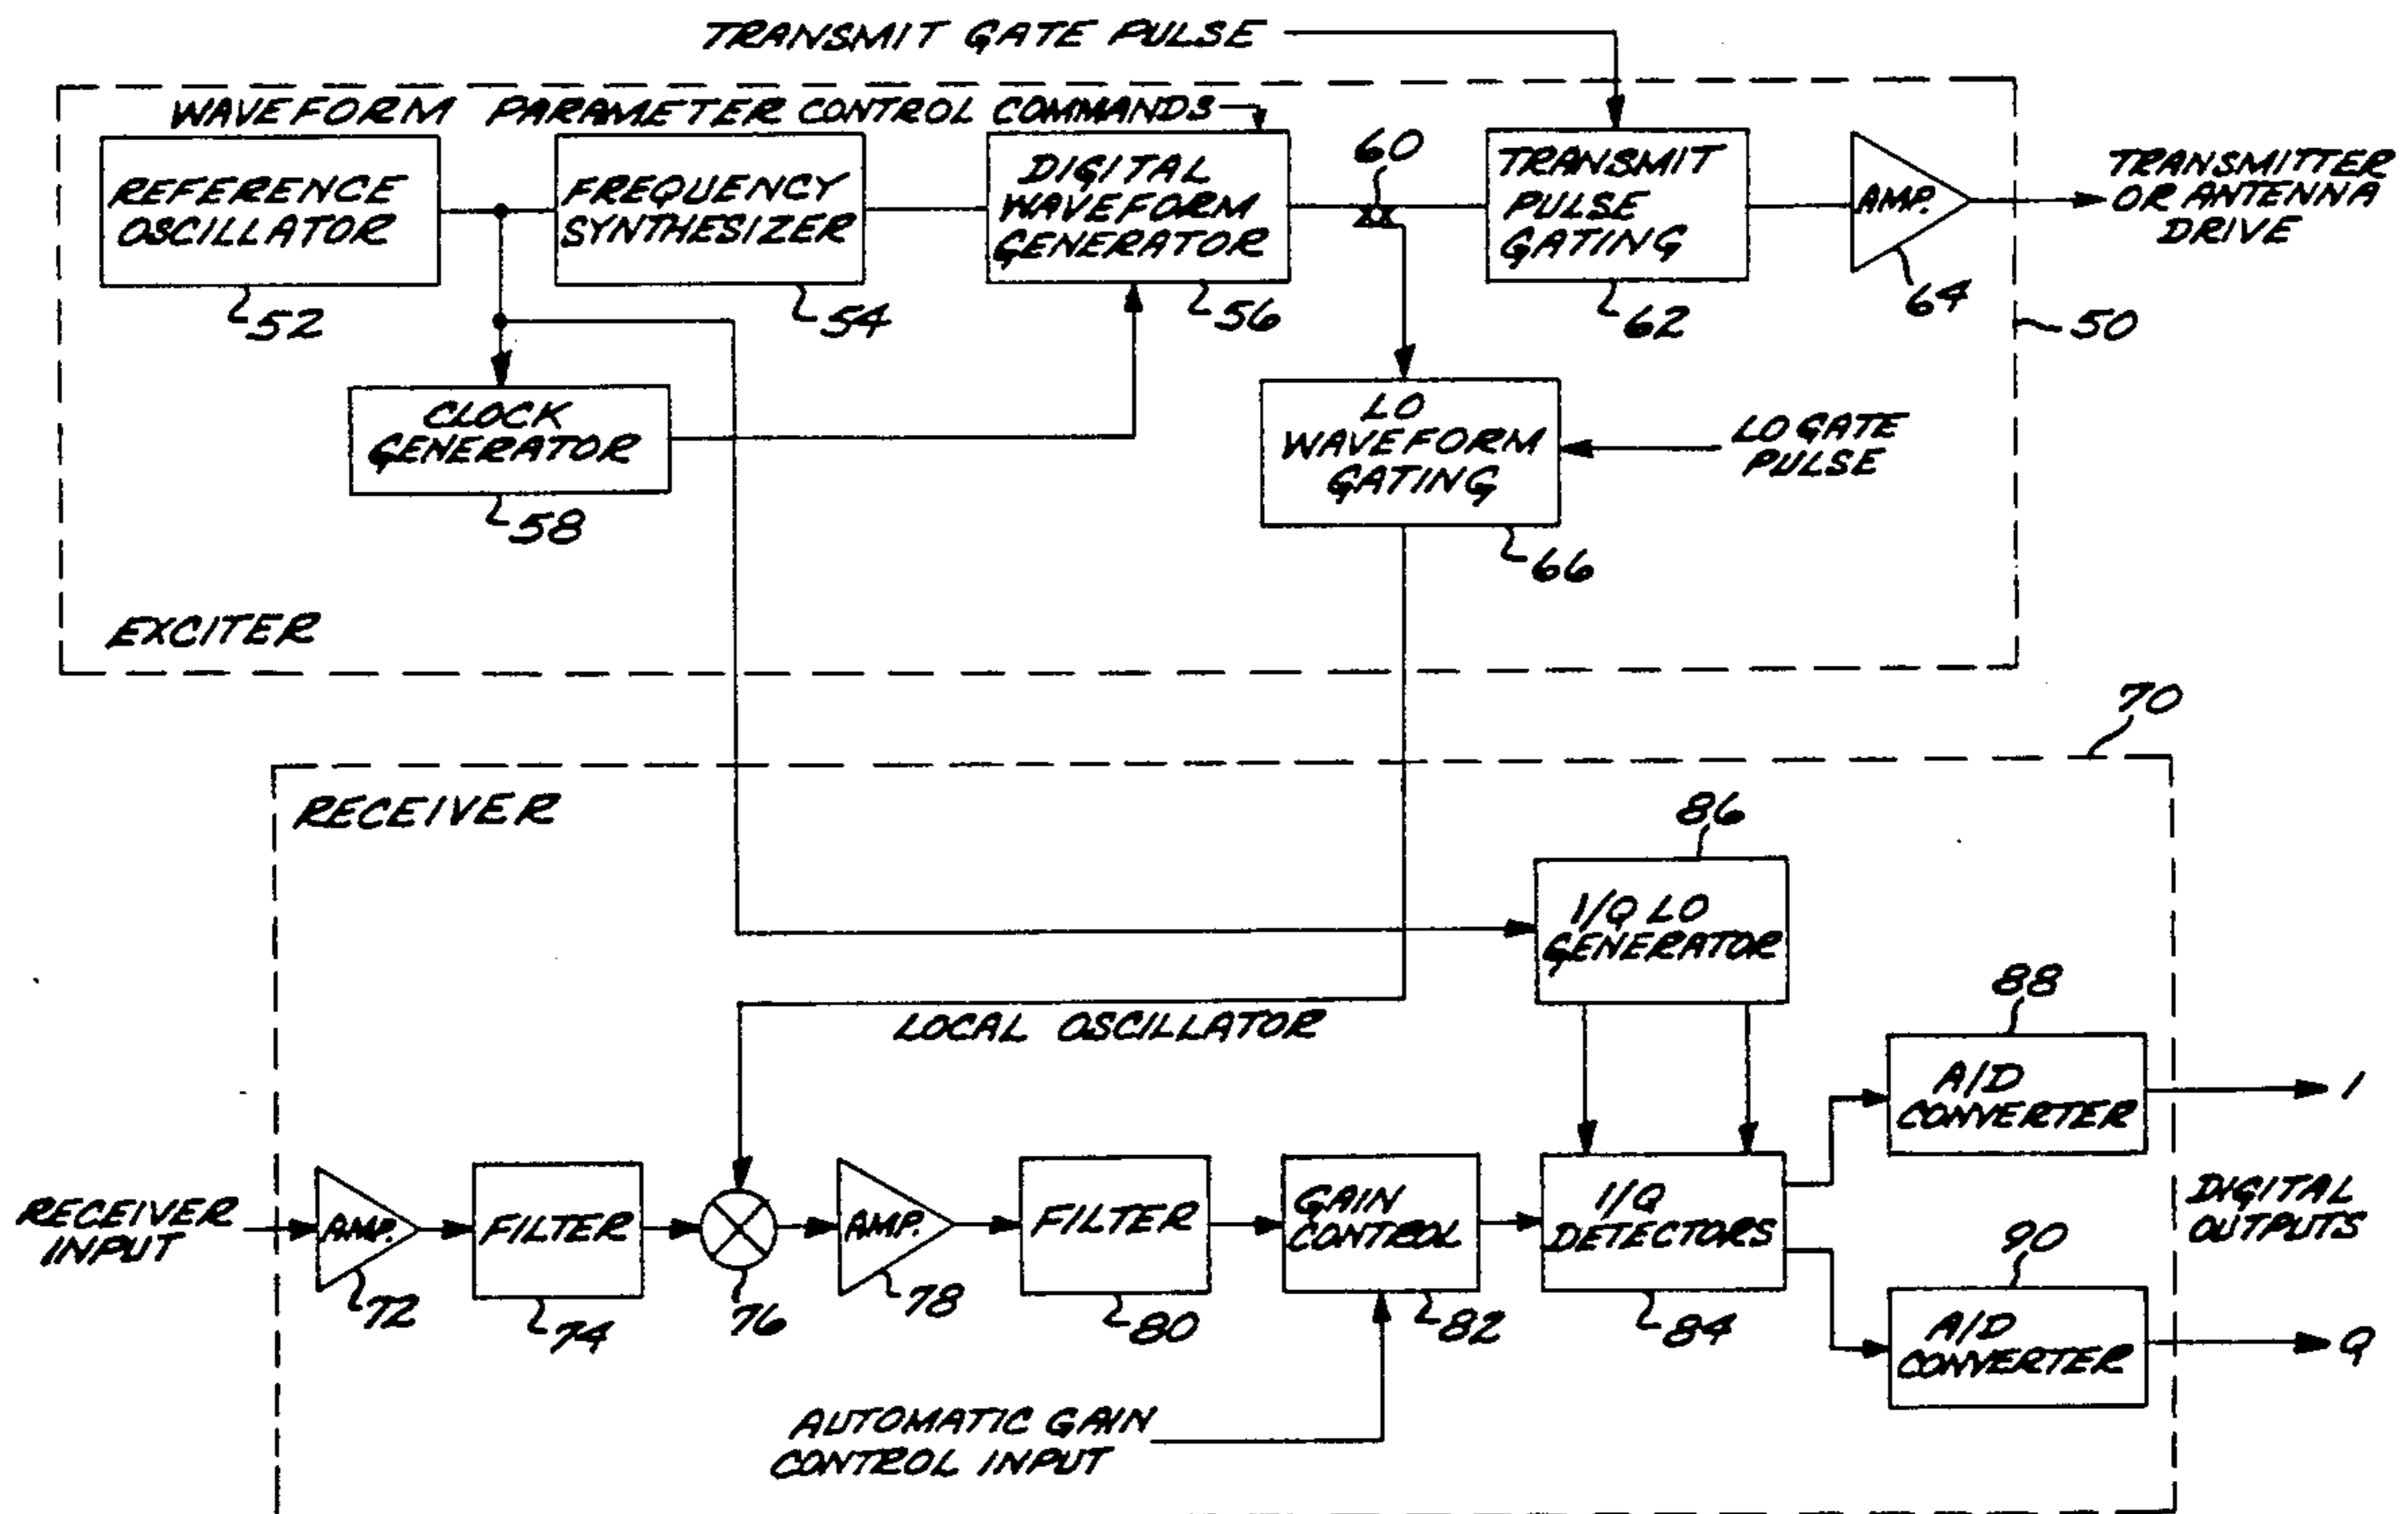 TRANSMIT GATE PULSE
WAVEFORM PARAMETER CONTROL COMMANDS
REFERENCE
OSCILLATOR
52
FREQUENCY
SYNTHESIZER
54
DIGITAL
WAVEFORM
GENERATOR
56
60
TRANSMIT
PULSE
GATING
62
AMP.
64
TRANSMITTER
OR ANTENNA
DRIVE
50
CLOCK
GENERATOR
58
LO
WAVEFORM
GATING
66
LO GATE
PULSE
EXCITER
70
RECEIVER
86
I/Q LO
GENERATOR
LOCAL OSCILLATOR
88
A/D
CONVERTER
I
RECEIVER
INPUT
AMP.
72
FILTER
74
76
AMP.
78
FILTER
80
GAIN
CONTROL
82
I/Q
DETECTORS
84
DIGITAL
OUTPUTS
90
A/D
CONVERTER
Q
AUTOMATIC GAIN
CONTROL INPUT